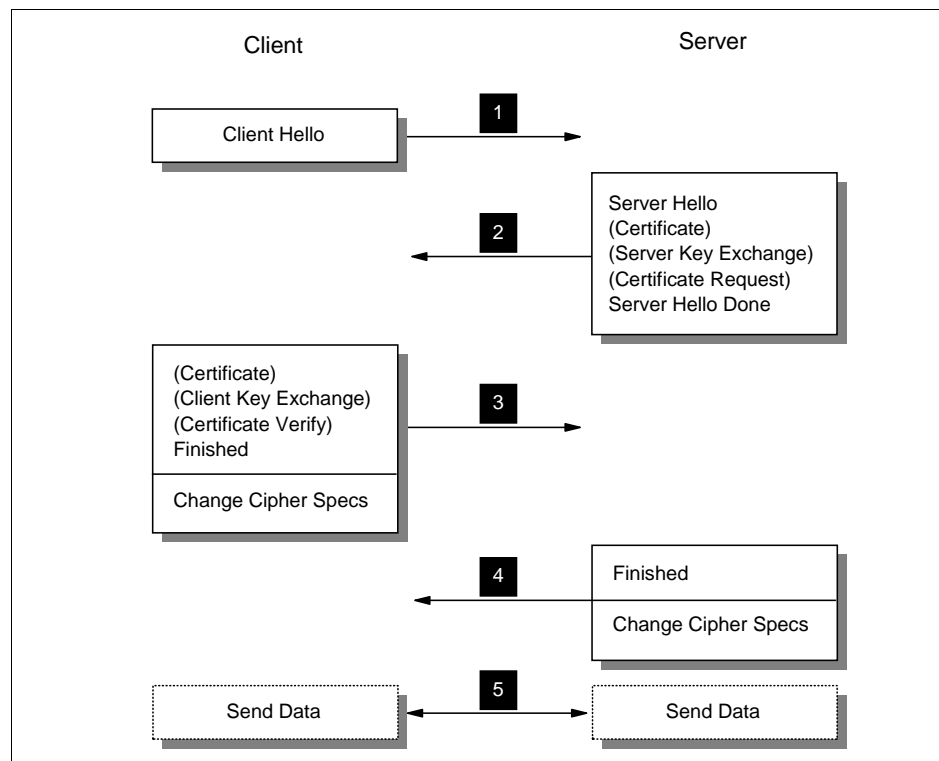 Client
Server
1
Client Hello
Server Hello
(Certificate)
(Server Key Exchange)
(Certificate Request)
Server Hello Done
2
(Certificate)
(Client Key Exchange)
(Certificate Verify)
Finished
Change Cipher Specs
3
4
Finished
Change Cipher Specs
Send Data
5
Send Data